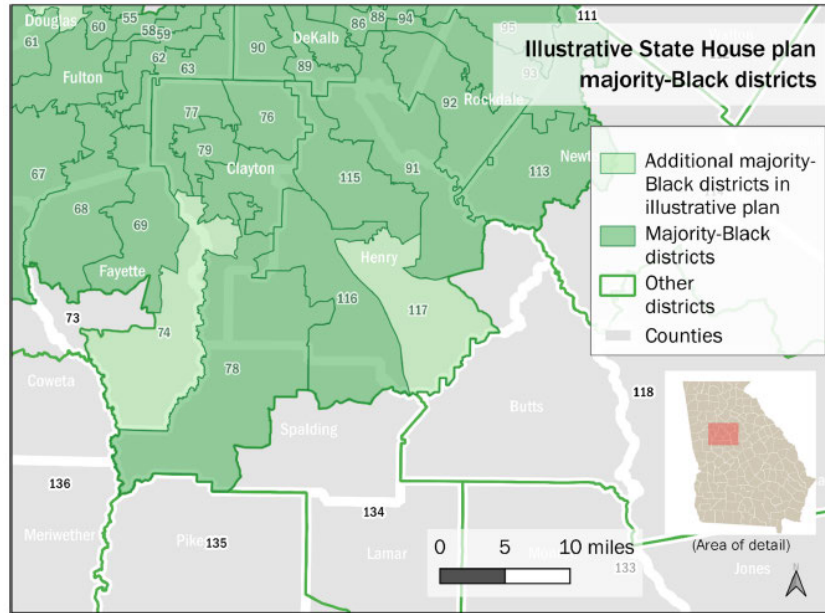 Illustrative State House plan
majority-Black districts
Additional majority-
Black districts in
illustrative plan
Majority-Black
districts
Other
districts
Counties
Douglas
60
55
58
59
61
62
63
Fulton
90
DeKalb
89
86
88
94
95
93
111
92
Rockdale
77
76
79
Clayton
91
115
113
67
68
69
Fayette
Henry
116
117
73
74
78
Coweta
Spalding
Butts
118
136
134
Meriwether
Pike
135
Lamar
133
Jones
0 5 10 miles
(Area of detail)
N